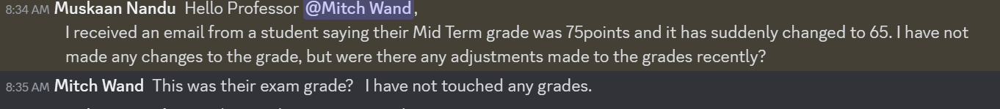 8:34 AM Muskaan Nandu Hello Professor @Mitch Wand,
I received an email from a student saying their Mid Term grade was 75points and it has suddenly changed to 65. I have not
made any changes to the grade, but were there any adjustments made to the grades recently?
8:35 AM Mitch Wand This was their exam grade? I have not touched any grades.